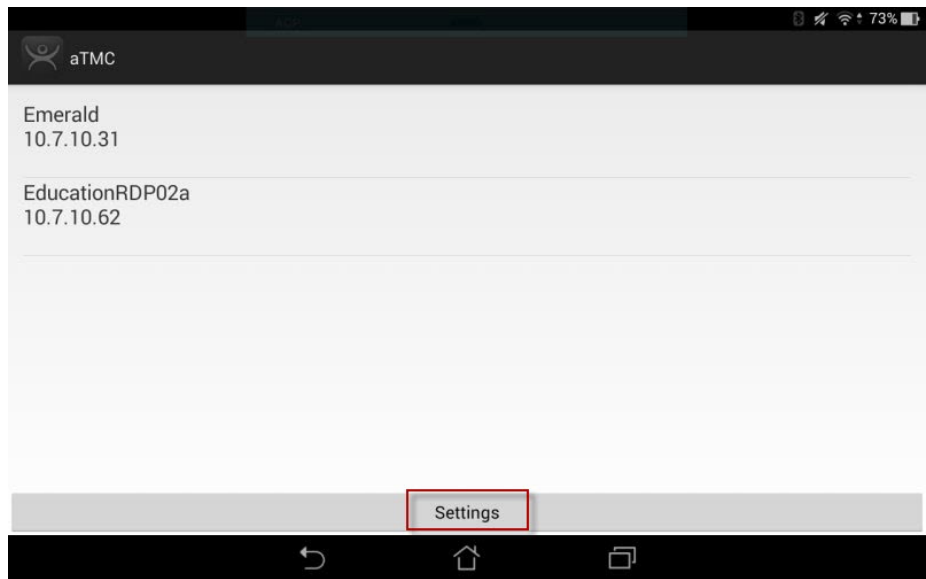 73%
aTMC
Emerald
10.7.10.31
EducationRDP02a
10.7.10.62
Settings